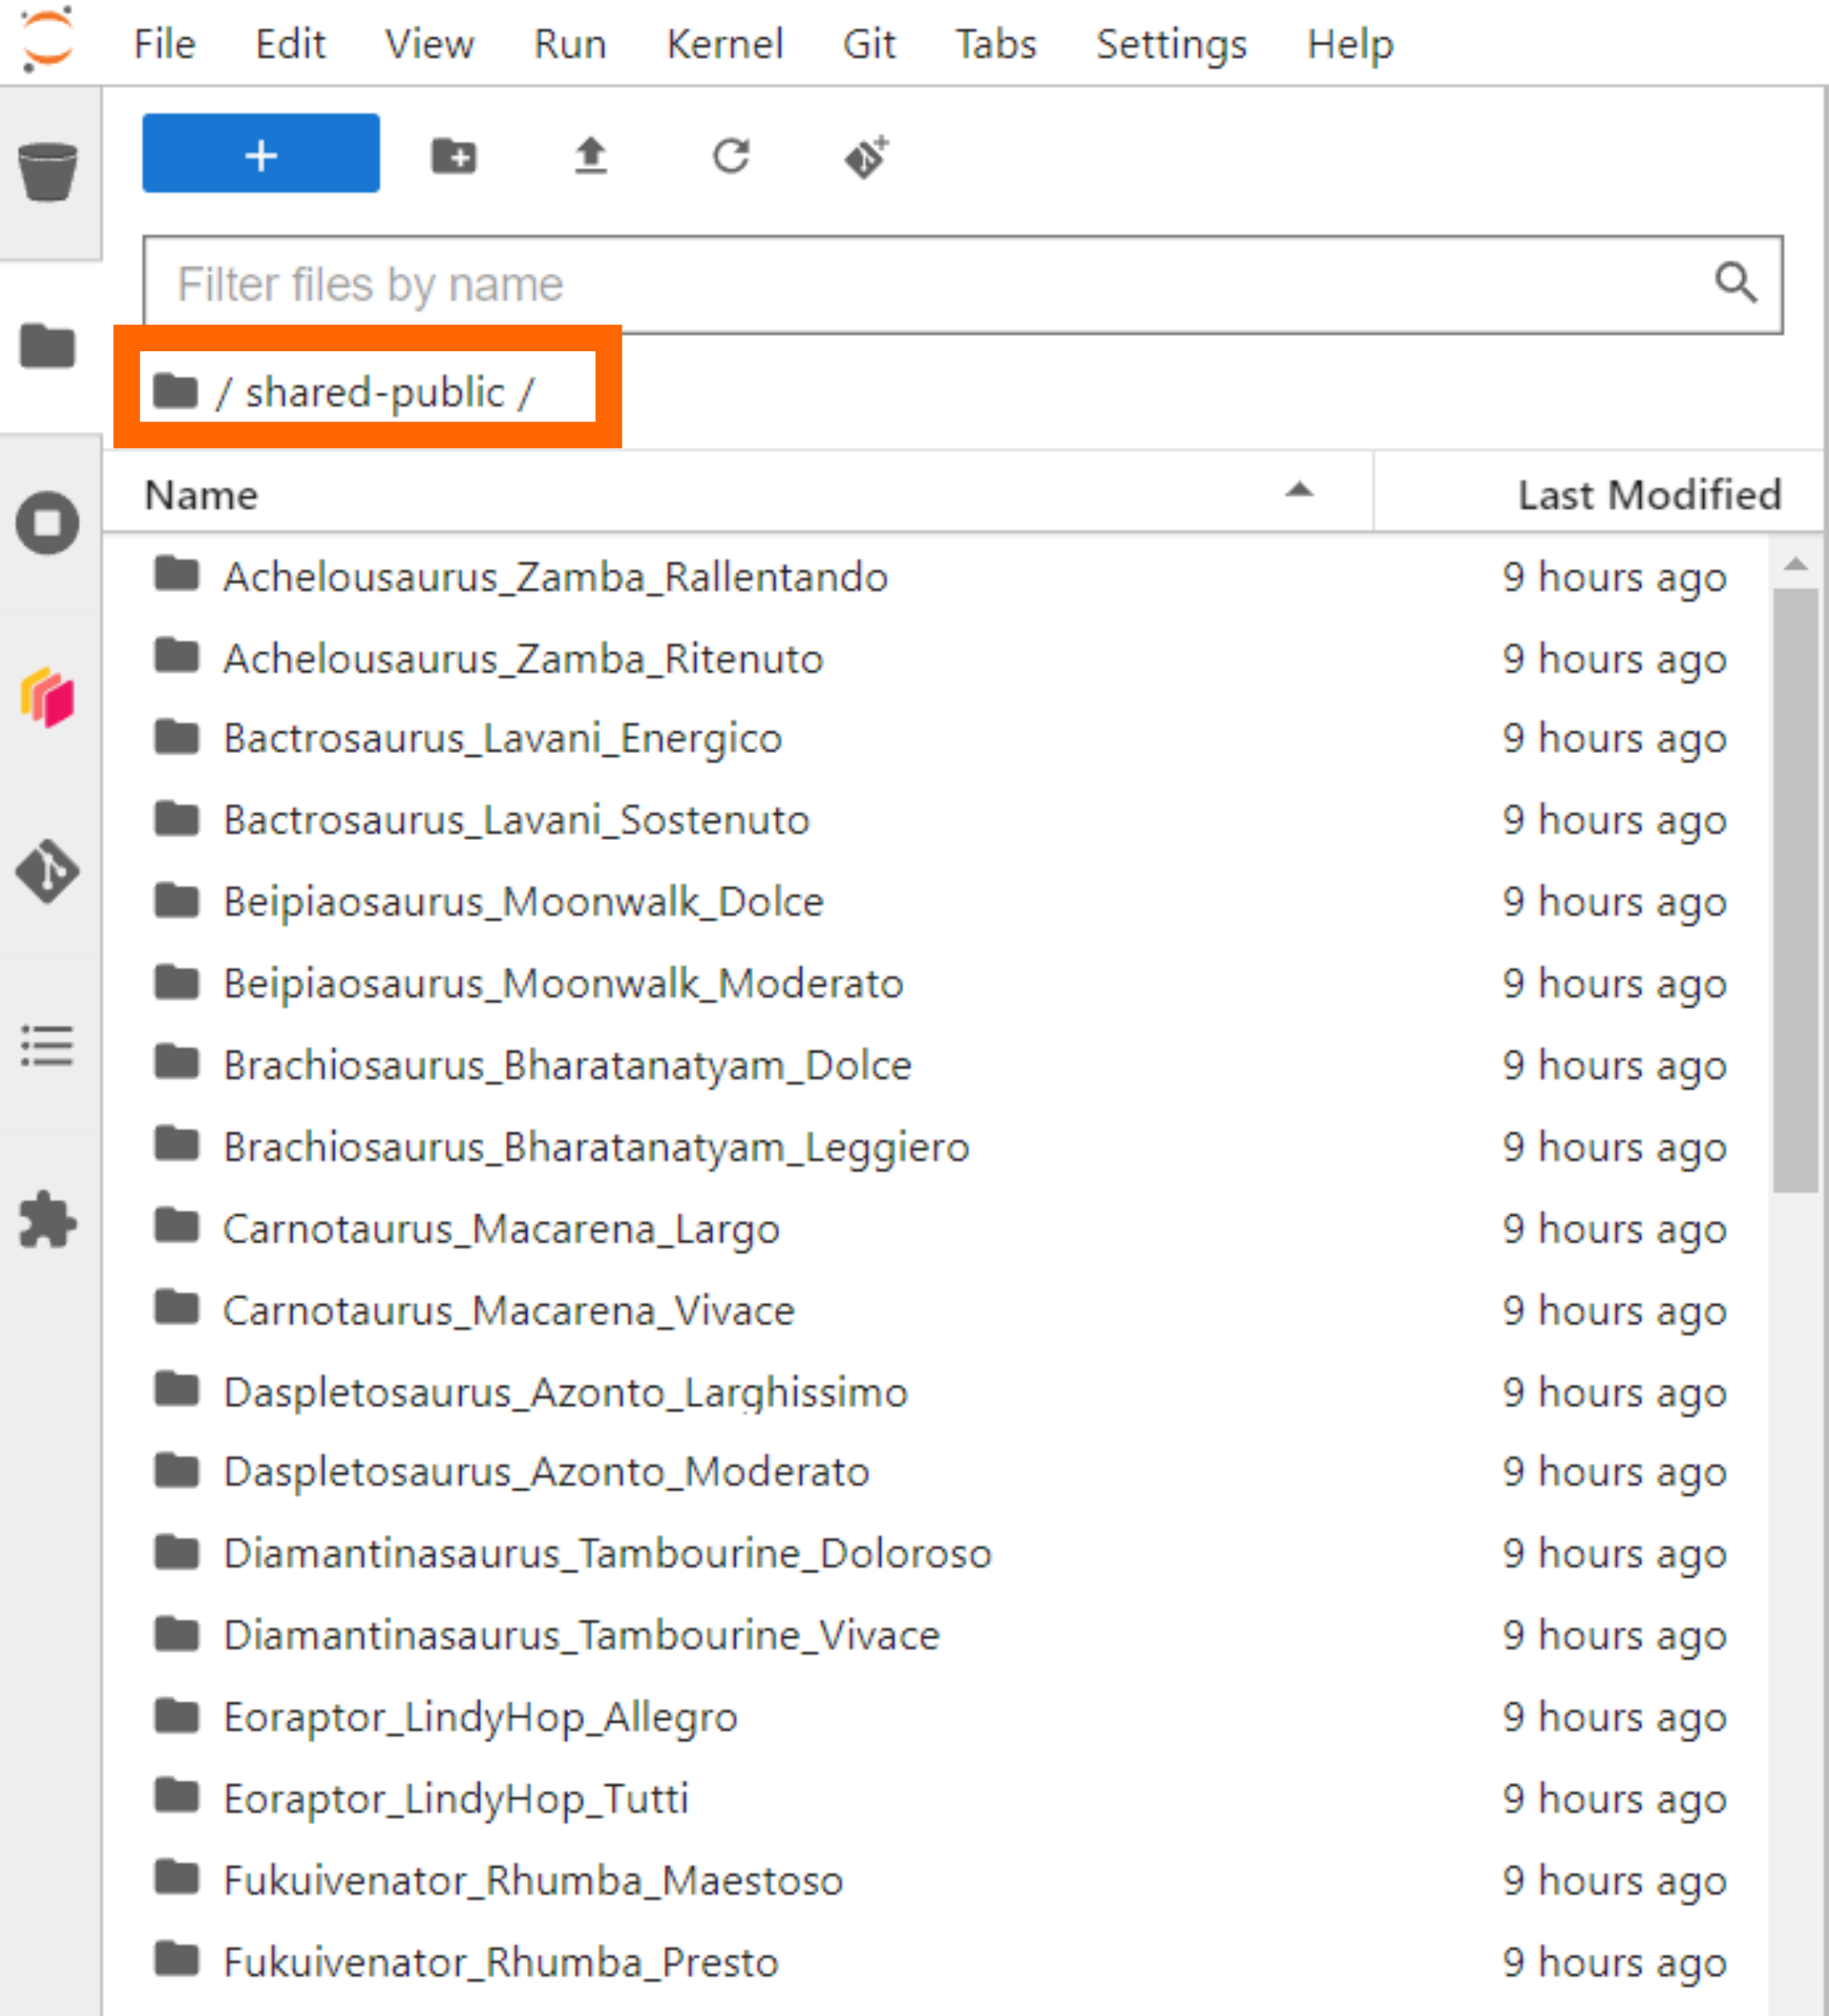 File Edit View Run Kernel Git Tabs Settings Help
+
Filter files by name
/ shared-public /
Name Last Modified
Achelousaurus_Zamba_Rallentando 9 hours ago
Achelousaurus_Zamba_Ritenuto 9 hours ago
Bactrosaurus_Lavani_Energico 9 hours ago
Bactrosaurus_Lavani_Sostenuto 9 hours ago
Beipiaosaurus_Moonwalk_Dolce 9 hours ago
Beipiaosaurus_Moonwalk_Moderato 9 hours ago
Brachiosaurus_Bharatanatyam_Dolce 9 hours ago
Brachiosaurus_Bharatanatyam_Leggiero 9 hours ago
Carnotaurus_Macarena_Largo 9 hours ago
Carnotaurus_Macarena_Vivace 9 hours ago
Daspletosaurus_Azonto_Larghissimo 9 hours ago
Daspletosaurus_Azonto_Moderato 9 hours ago
Diamantinasaurus_Tambourine_Doloroso 9 hours ago
Diamantinasaurus_Tambourine_Vivace 9 hours ago
Eoraptor_LindyHop_Allegro 9 hours ago
Eoraptor_LindyHop_Tutti 9 hours ago
Fukuivenator_Rhumba_Maestoso 9 hours ago
Fukuivenator_Rhumba_Presto 9 hours ago